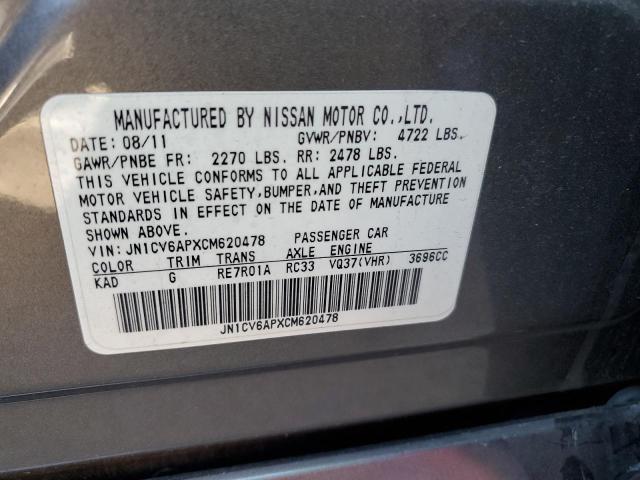 MANUFACTURED BY NISSAN MOTOR CO.,LTD.
DATE: 08/11 GVWR/PNBV: 4722 LBS.
GAWR/PNBE FR: 2270 LBS. RR: 2478 LBS.
THIS VEHICLE CONFORMS TO ALL APPLICABLE FEDERAL
MOTOR VEHICLE SAFETY,BUMPER,AND THEFT PREVENTION
STANDARDS IN EFFECT ON THE DATE OF MANUFACTURE
SHOWN ABOVE.
VIN: JN1CV6APXCM620478 PASSENGER CAR
COLOR TRIM TRANS AXLE ENGINE
KAD G RE7R01A RC33 VQ37(VHR) 3696CC
JN1CV6APXCM620478